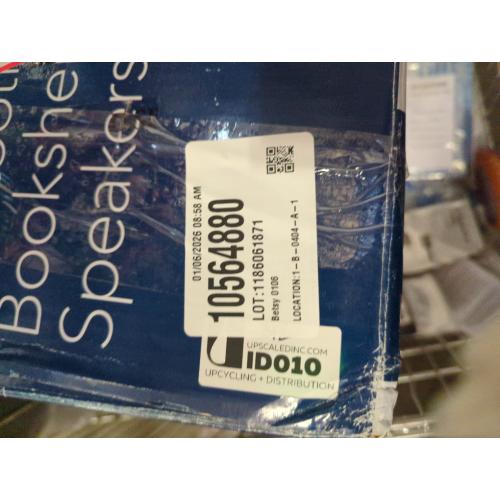 Bookshe
Speakers
01/06/2026 08:58 AM
10564880
LOT:1186061871
Betsy 0106
LOCATION:1-B-0404-A-1
UPSCALEDINC.COM
ID010
UPCYCLING + DISTRIBUTION